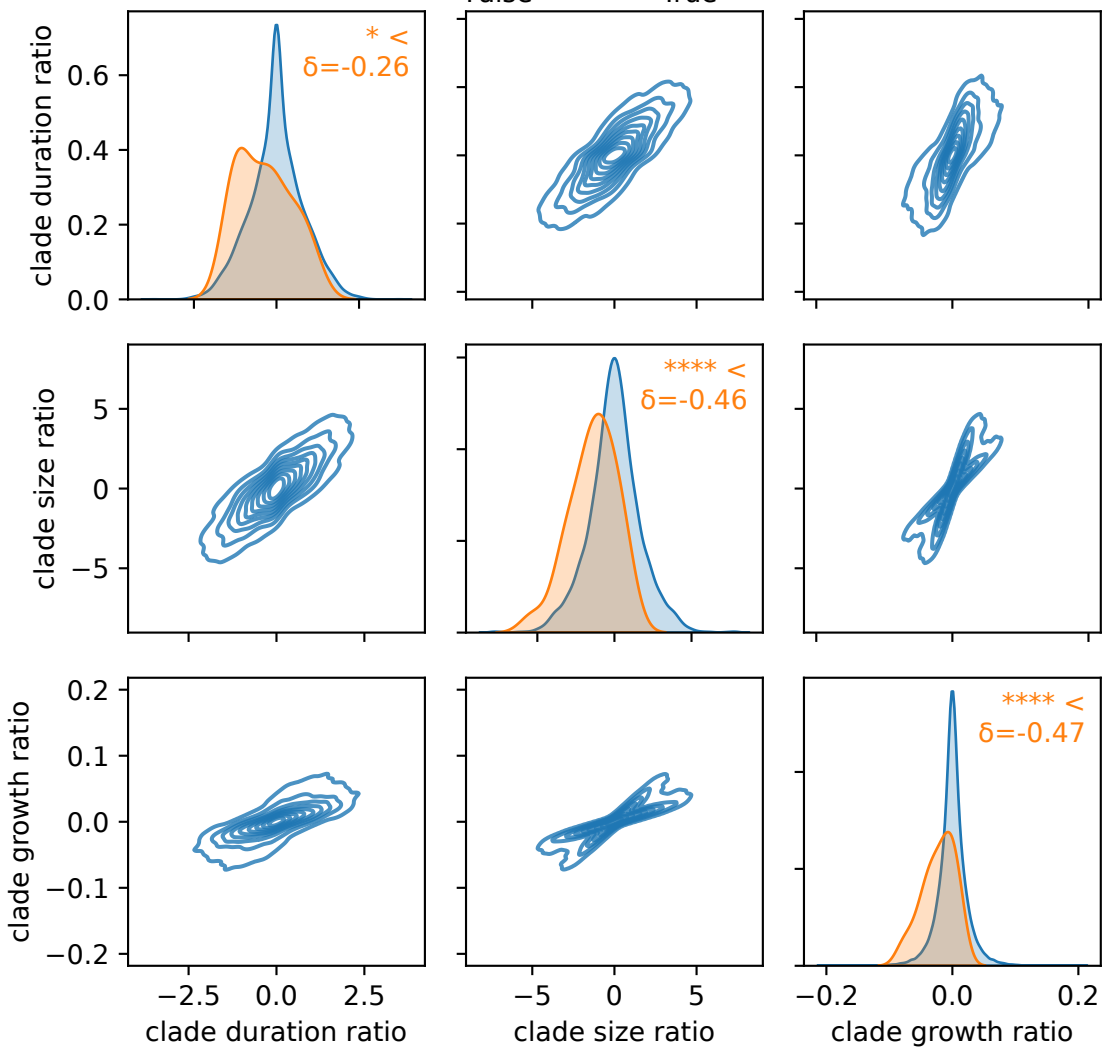 * <
δ=-0.26
clade duration ratio
0.6
0.4
0.2
0.0
**** <
δ=-0.46
clade size ratio
5
0
−5
**** <
δ=-0.47
clade growth ratio
0.2
0.1
0.0
−0.1
−0.2
−2.5 0.0 2.5
−5 0 5
−0.2 0.0 0.2
clade duration ratio
clade size ratio
clade growth ratio